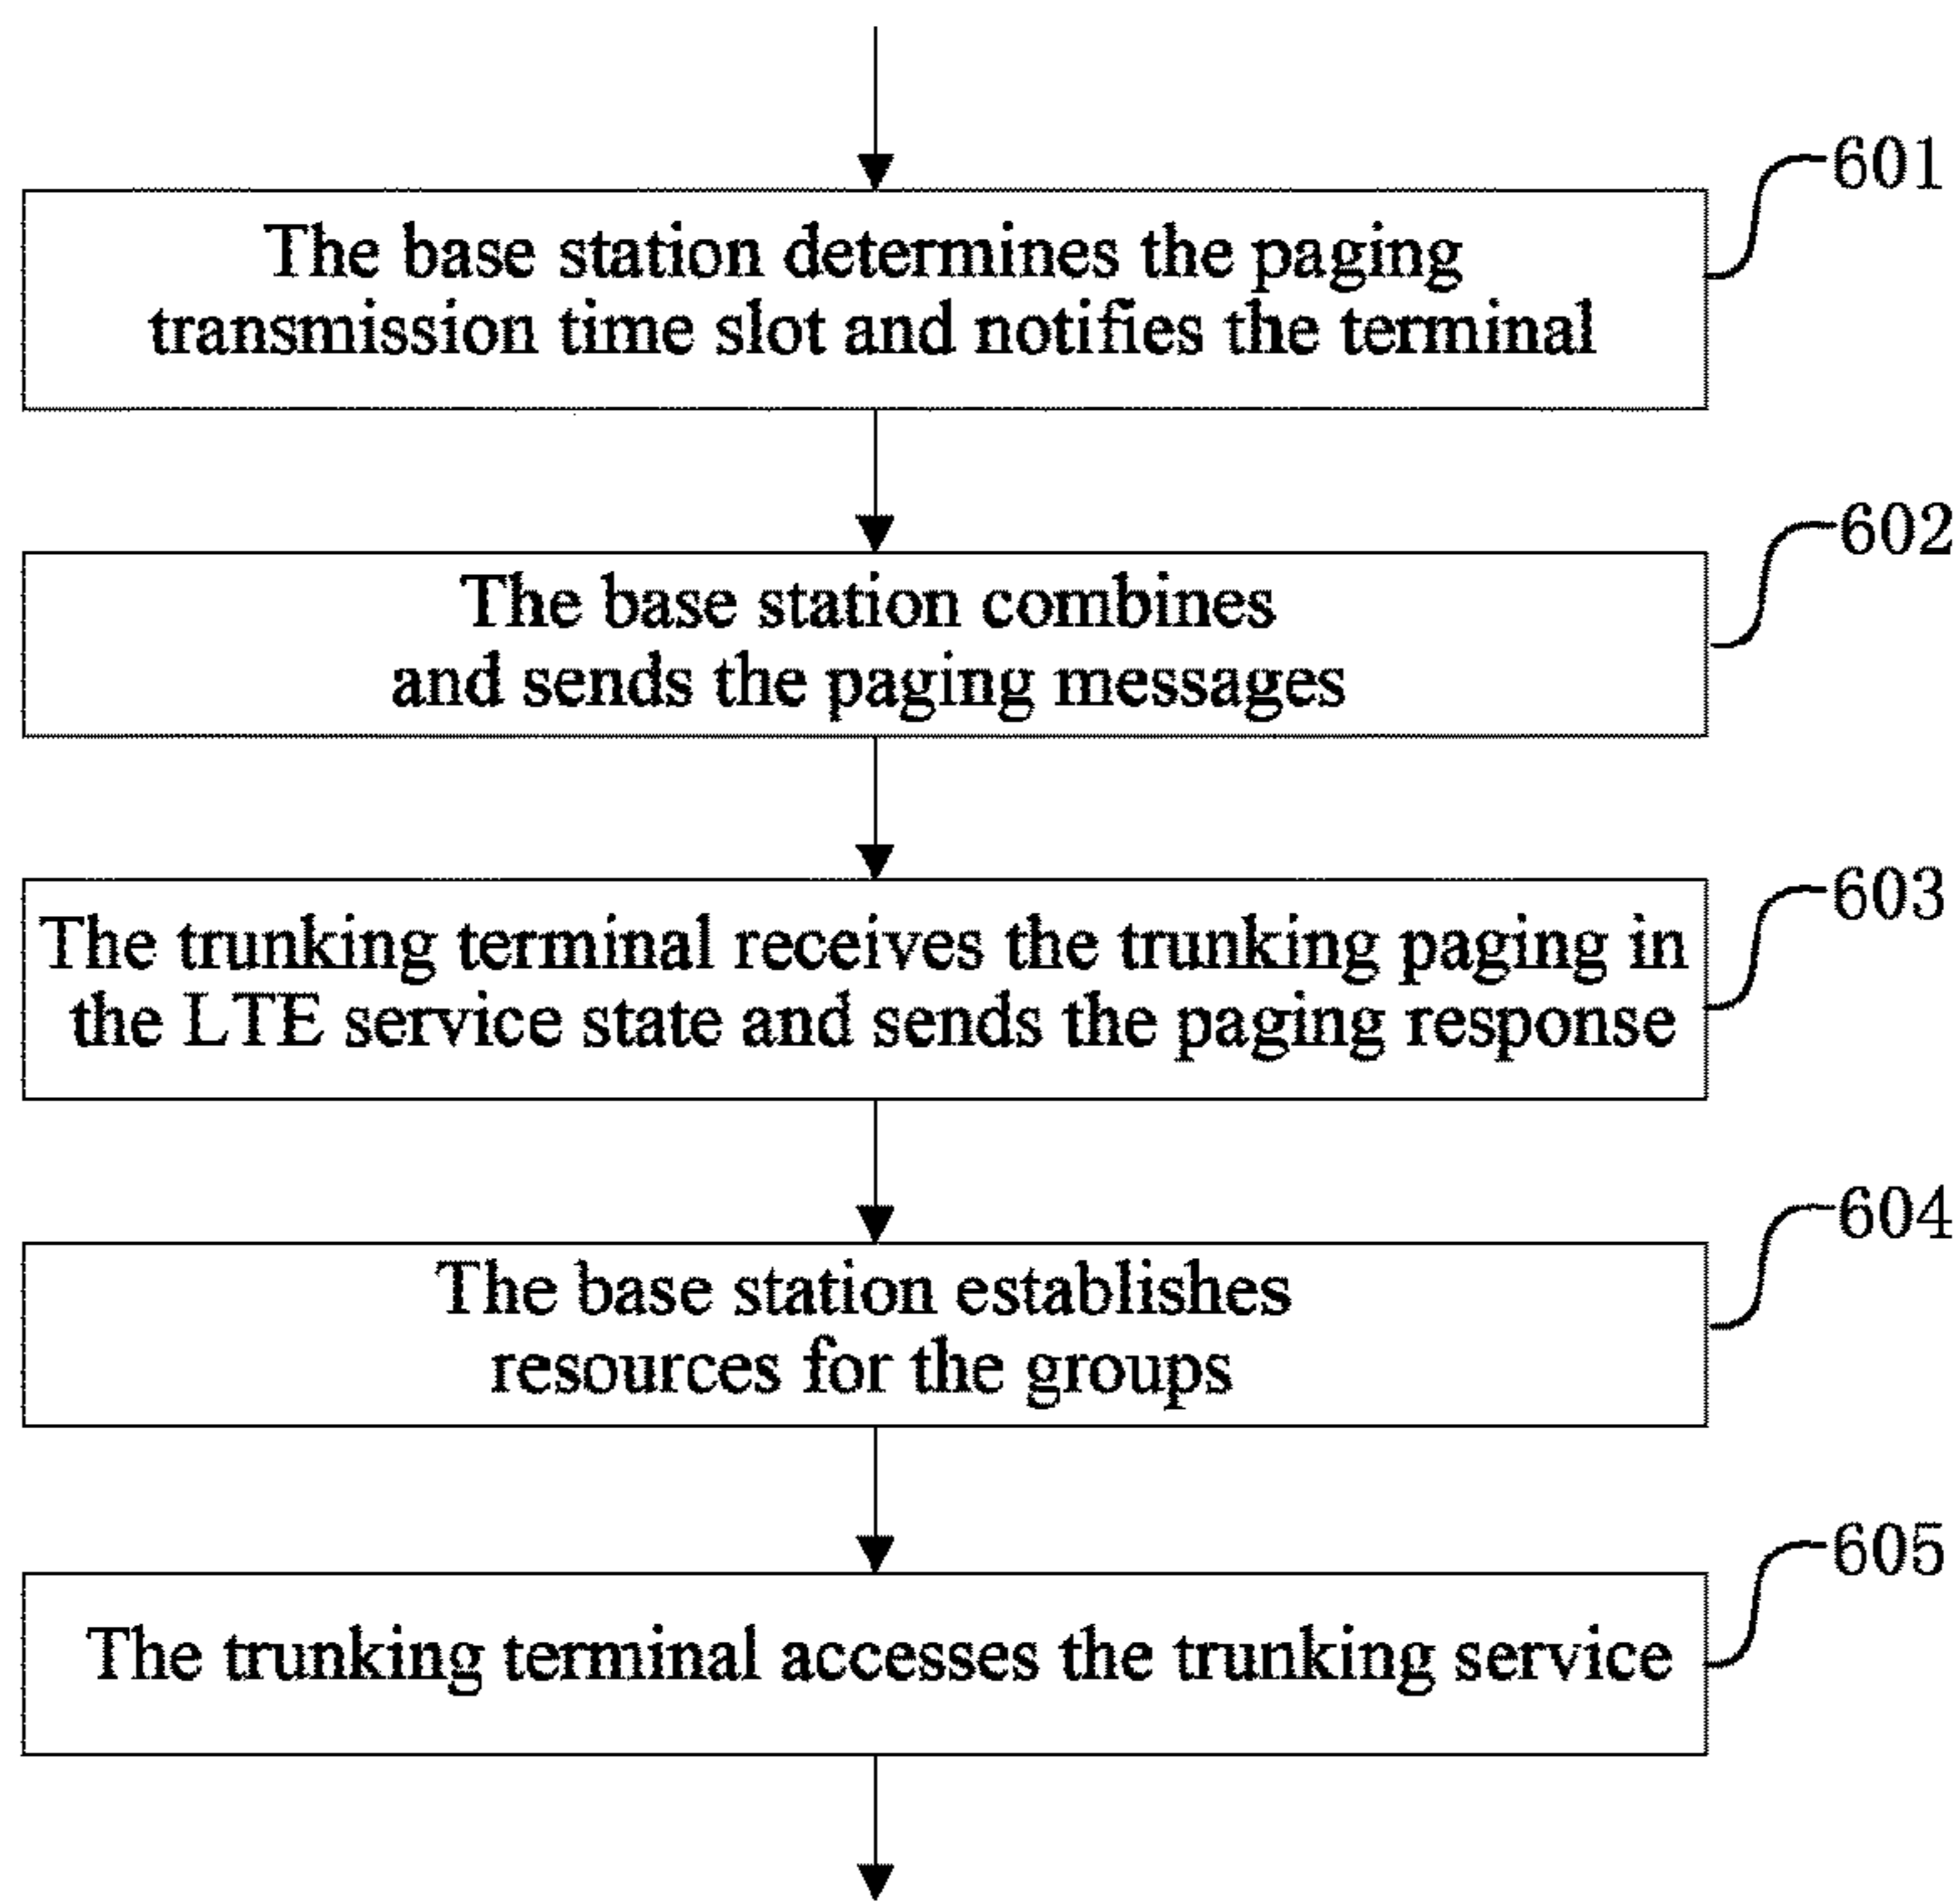 601
The base station determines the paging
transmission time slot and notifies the terminal
602
The base station combines
and sends the paging messages
603
The trunking terminal receives the trunking paging in
the LTE service state and sends the paging response
604
The base station establishes
resources for the groups
605
The trunking terminal accesses the trunking service